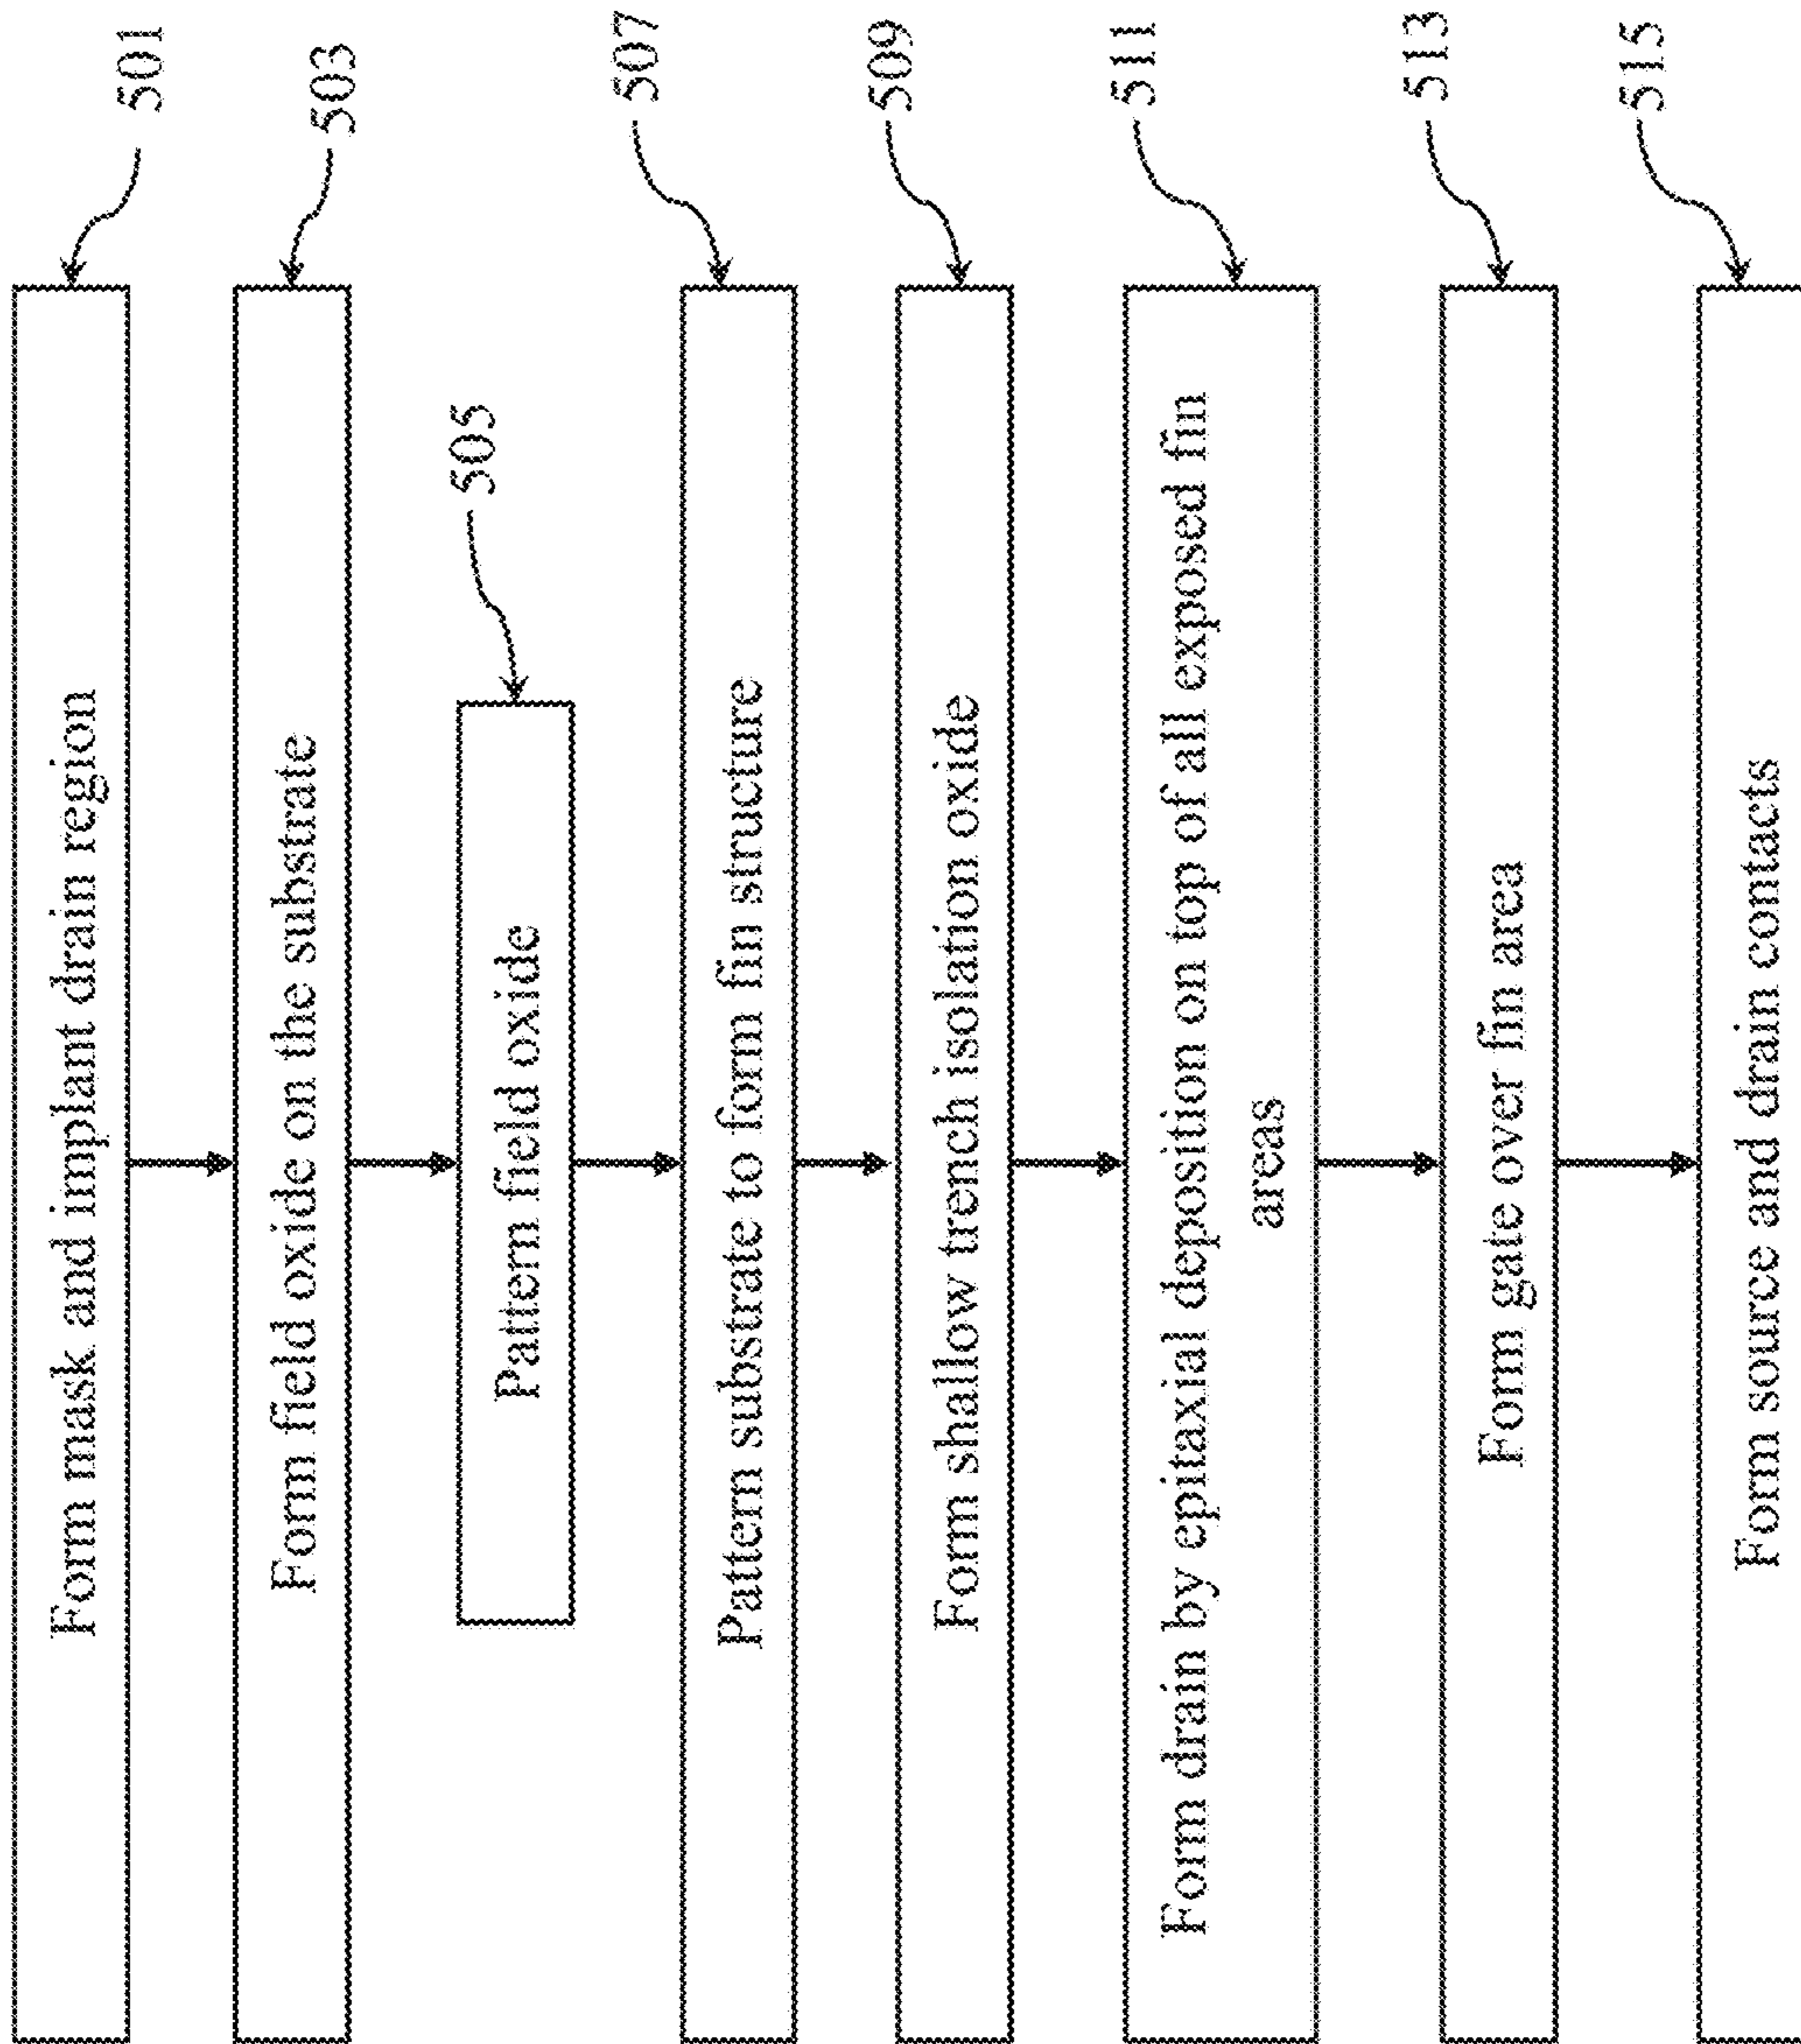 Form mask and implant drain region
501
Form field oxide on the substrate
503
Pattern field oxide
505
Pattern substrate to form fin structure
507
Form shallow trench isolation oxide
509
Form drain by epitaxial deposition on top of all exposed fin
areas
511
Form gate over fin area
513
Form source and drain contacts
515